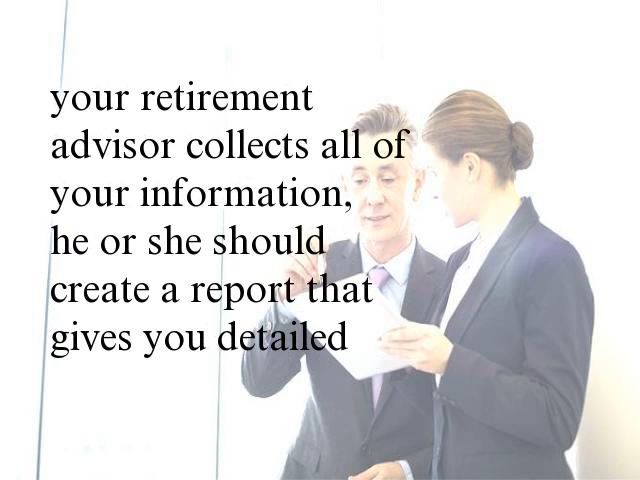 your retirement
advisor collects all of
your information,
he or she should
create a report that
gives you detailed